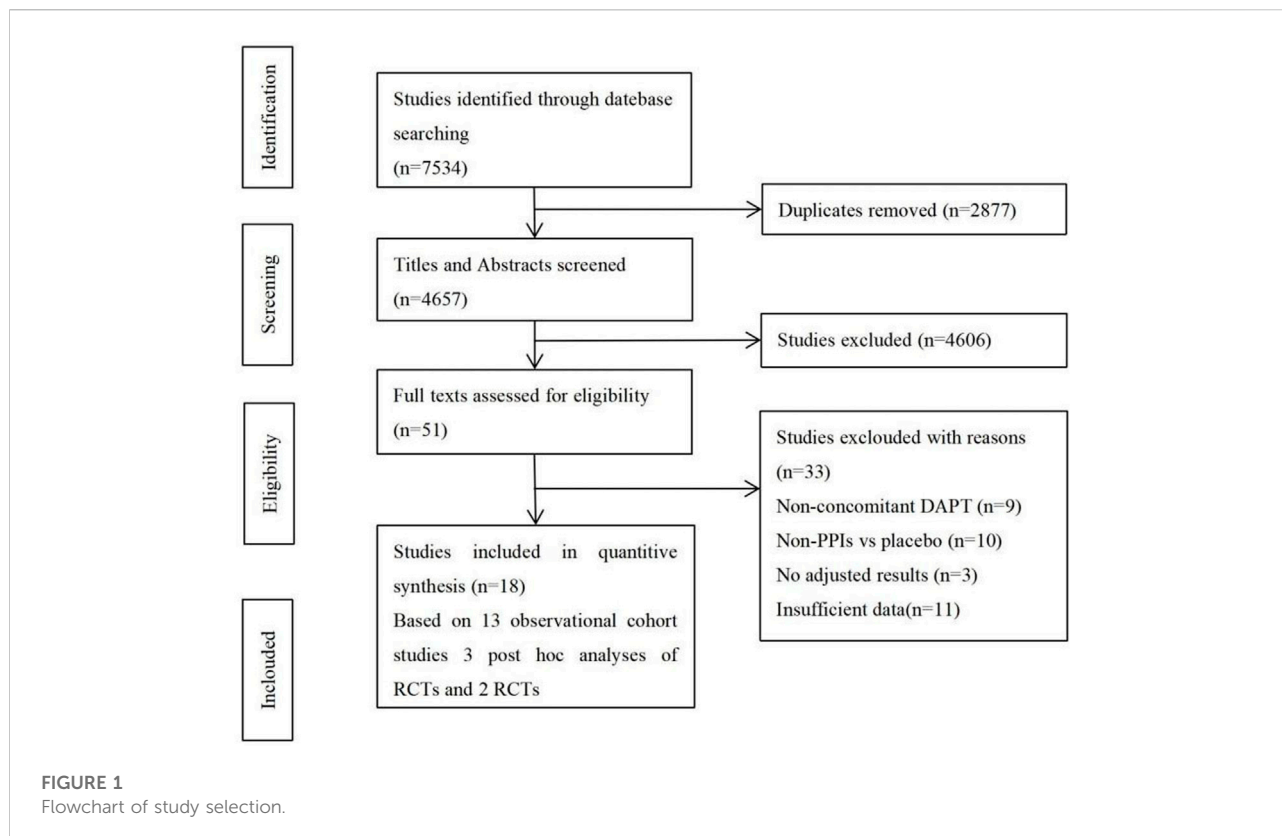 Identification
Studies identified through datebase
searching
(n=7534)
Duplicates removed (n=2877)
Screening
Titles and Abstracts screened
(n=4657)
Studies excluded (n=4606)
Eligibility
Full texts assessed for eligibility
(n=51)
Studies exclouded with reasons
(n=33)
Non-concomitant DAPT (n=9)
Non-PPIs vs placebo (n=10)
No adjusted results (n=3)
Insufficient data(n=11)
Inclouded
Studies included in quantitive
synthesis (n=18)
Based on 13 observational cohort
studies 3 post hoc analyses of
RCTs and 2 RCTs
FIGURE 1
Flowchart of study selection.